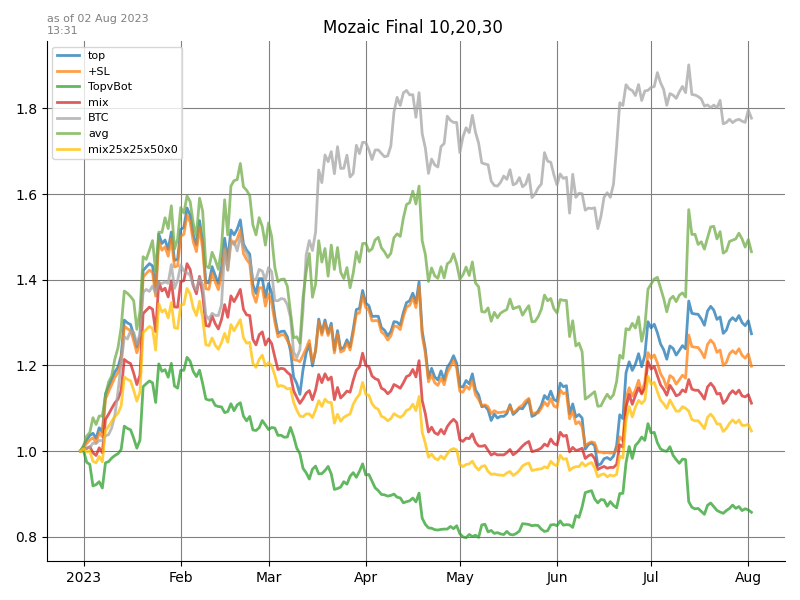 as of 02 Aug 2023
13:31
Mozaic Final 10,20,30
top
+SL
TopvBot
mix
BTC
avg
mix25x25x50x0
1.8
1.6
1.4
1.2
1.0
0.8
2023 Feb Mar Apr May Jun Jul Aug